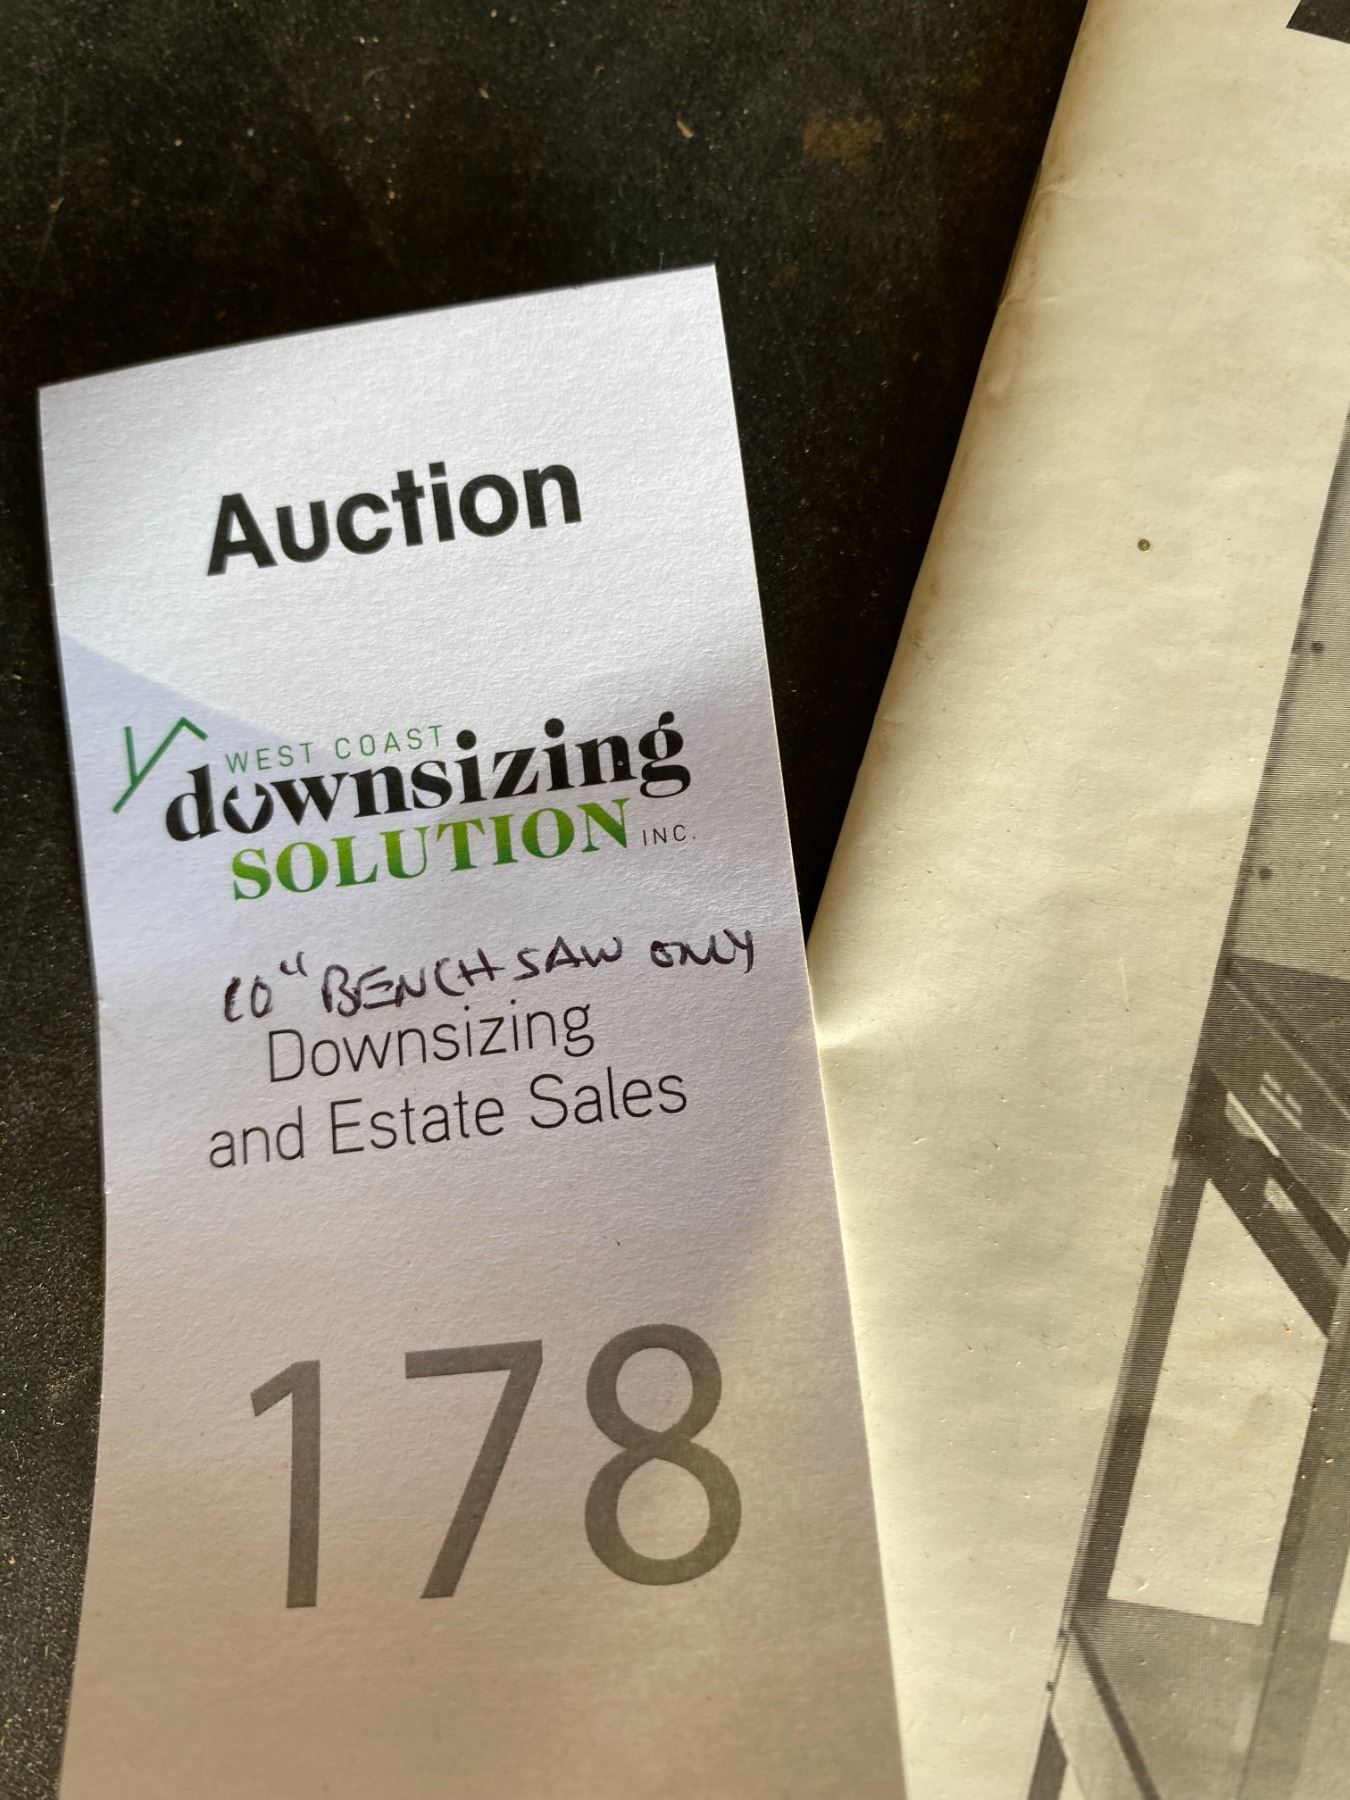 Auction
WEST COAST
downsizing
SOLUTION INC.
10" BENCH SAW ONLY
Downsizing
and Estate Sales
178